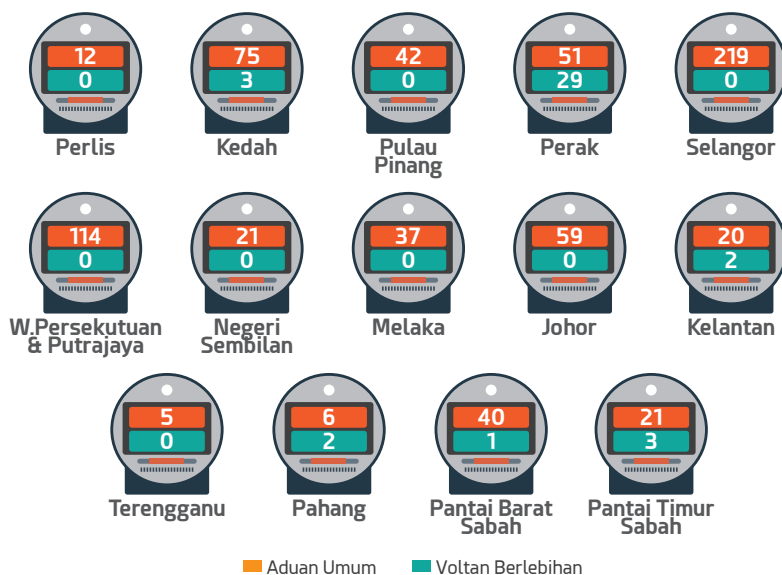 12 75 42 51 219
0 3 0 29 0
Perlis Kedah Pulau Pinang Perak Selangor
114 21 37 59 20
0 0 0 0 2
W.Persekutuan & Putrajaya Negeri Sembilan Melaka Johor Kelantan
5 6 40 21
0 2 1 3
Terengganu Pahang Pantai Barat Sabah Pantai Timur Sabah
Aduan Umum Voltan Berlebihan